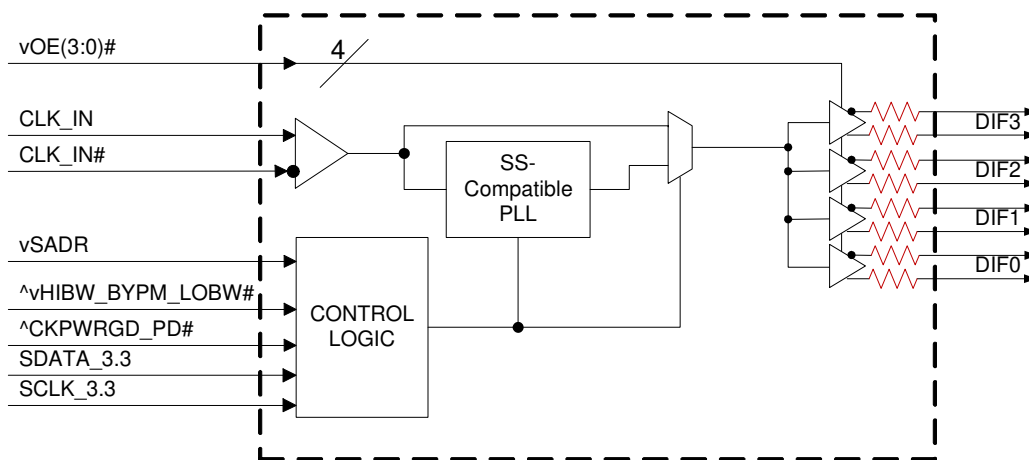 vOE(3:0)#
4
CLK_IN
CLK_IN#
SS-
Compatible
PLL
DIF3
DIF2
DIF1
DIF0
vSADR
^vHIBW_BYPM_LOBW#
^CKPWRGD_PD#
SDATA_3.3
SCLK_3.3
CONTROL
LOGIC